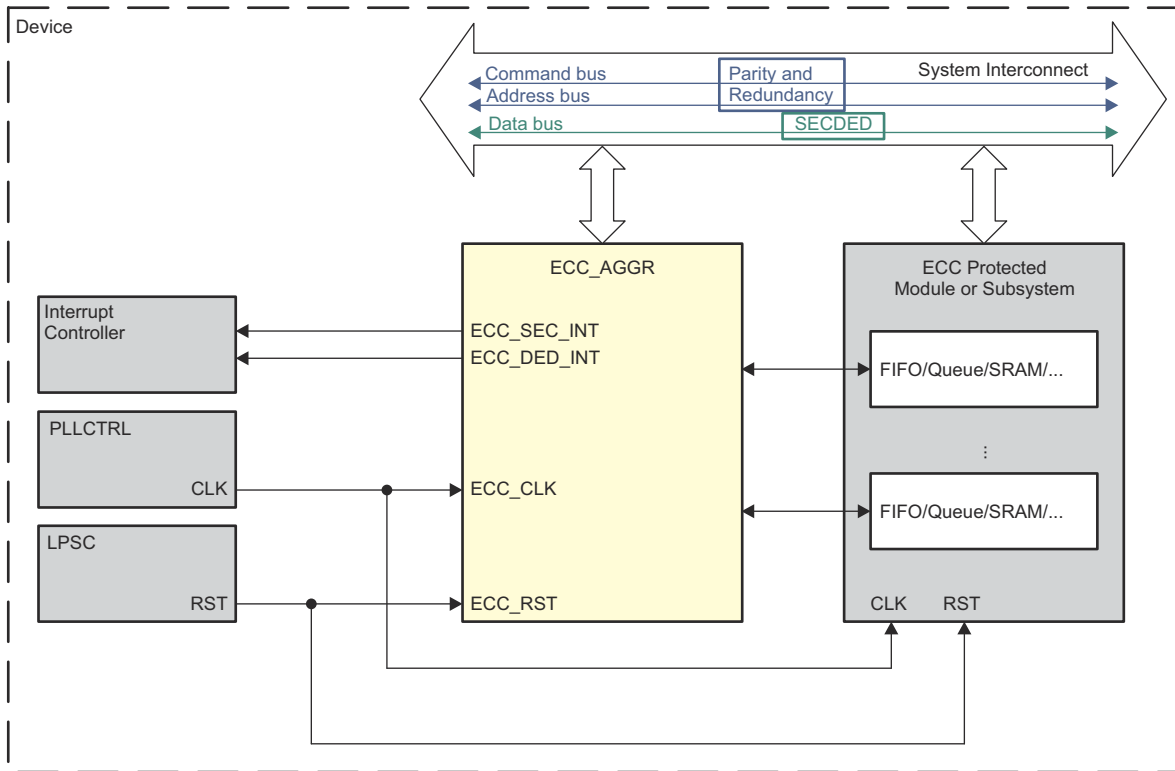 Device
System Interconnect
Command bus
Parity and
Redundancy
Address bus
Data bus
SECDED
ECC_AGGR
ECC_SEC_INT
ECC_DED_INT
ECC_CLK
ECC_RST
Interrupt
Controller
PLLCTRL
CLK
LPSC
RST
ECC Protected
Module or Subsystem
FIFO/Queue/SRAM/...
...
FIFO/Queue/SRAM/...
CLK RST